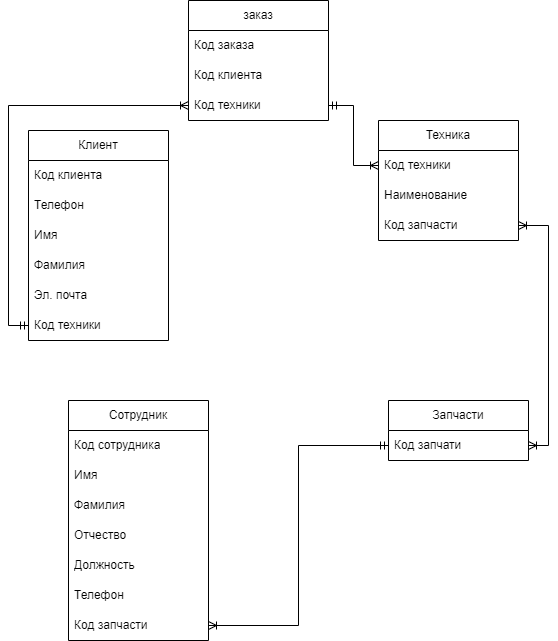 заказ
Код заказа
Код клиента
Код техники
Клиент
Код клиента
Телефон
Имя
Фамилия
Эл. почта
Код техники
Техника
Код техники
Наименование
Код запчасти
Сотрудник
Код сотрудника
Имя
Фамилия
Отчество
Должность
Телефон
Код запчасти
Запчасти
Код запчати